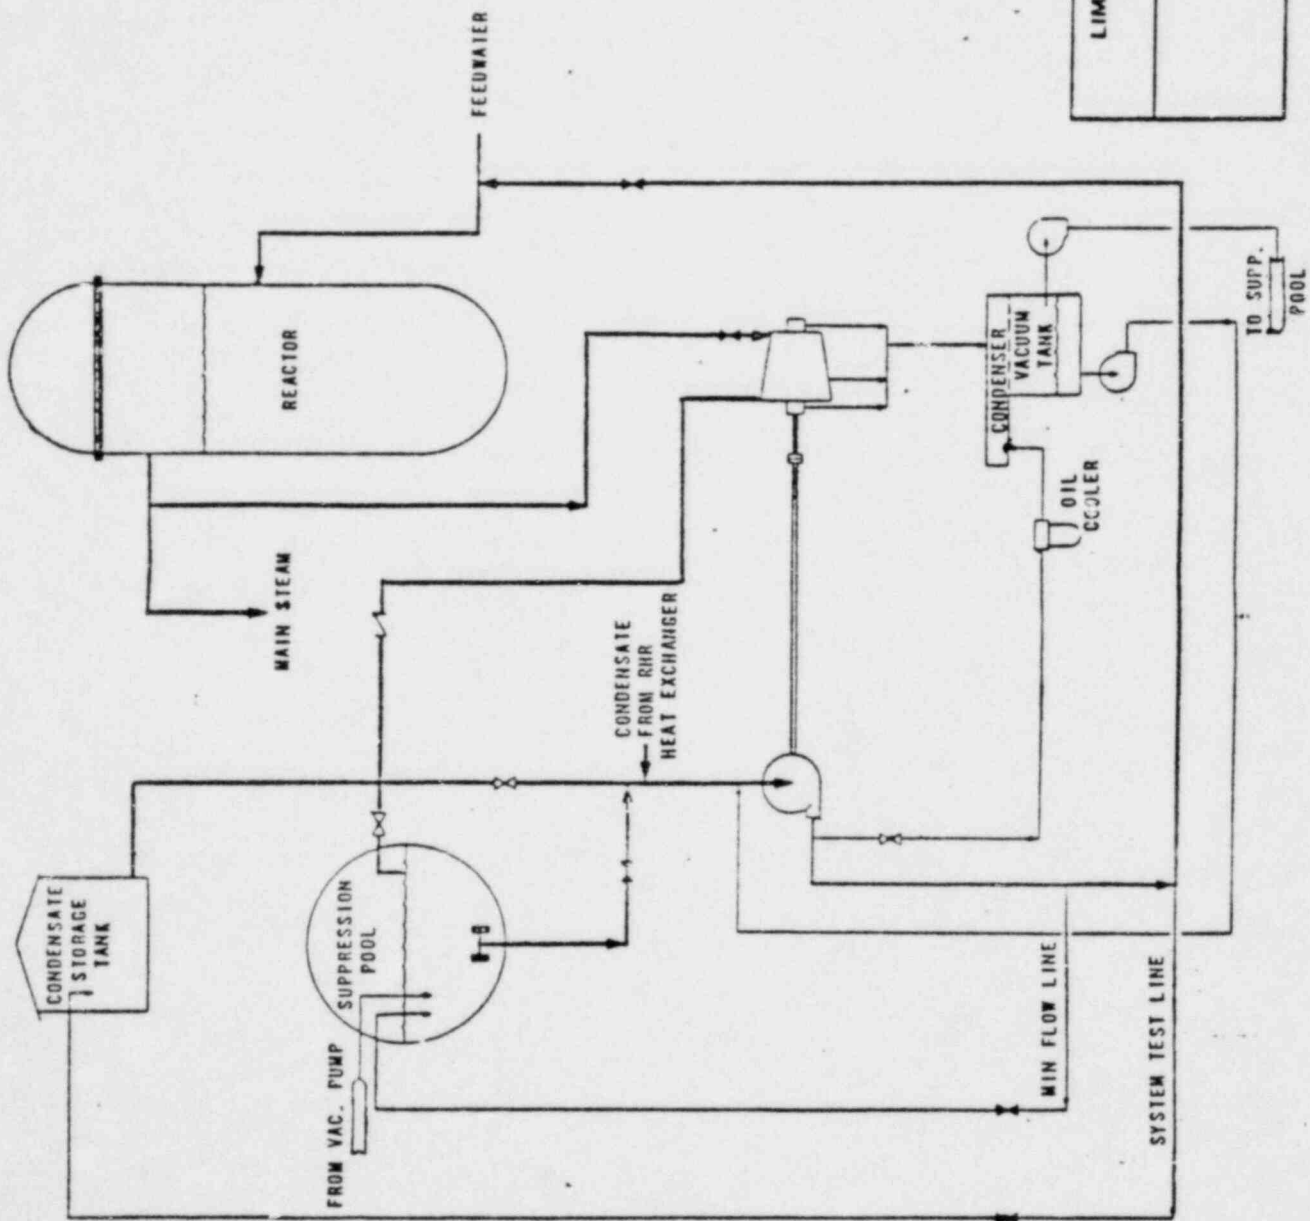 LIM
FEEDWATER
REACTOR
MAIN STEAM
CONDENSATE
STORAGE
TANK
SUPPRESSION
POOL
FROM VAC. PUMP
CONDENSATE
FROM RHR
HEAT EXCHANGER
CONDENSER
VACUUM
TANK
OIL
COOLER
TO SUPP.
POOL
MIN FLOW LINE
SYSTEM TEST LINE